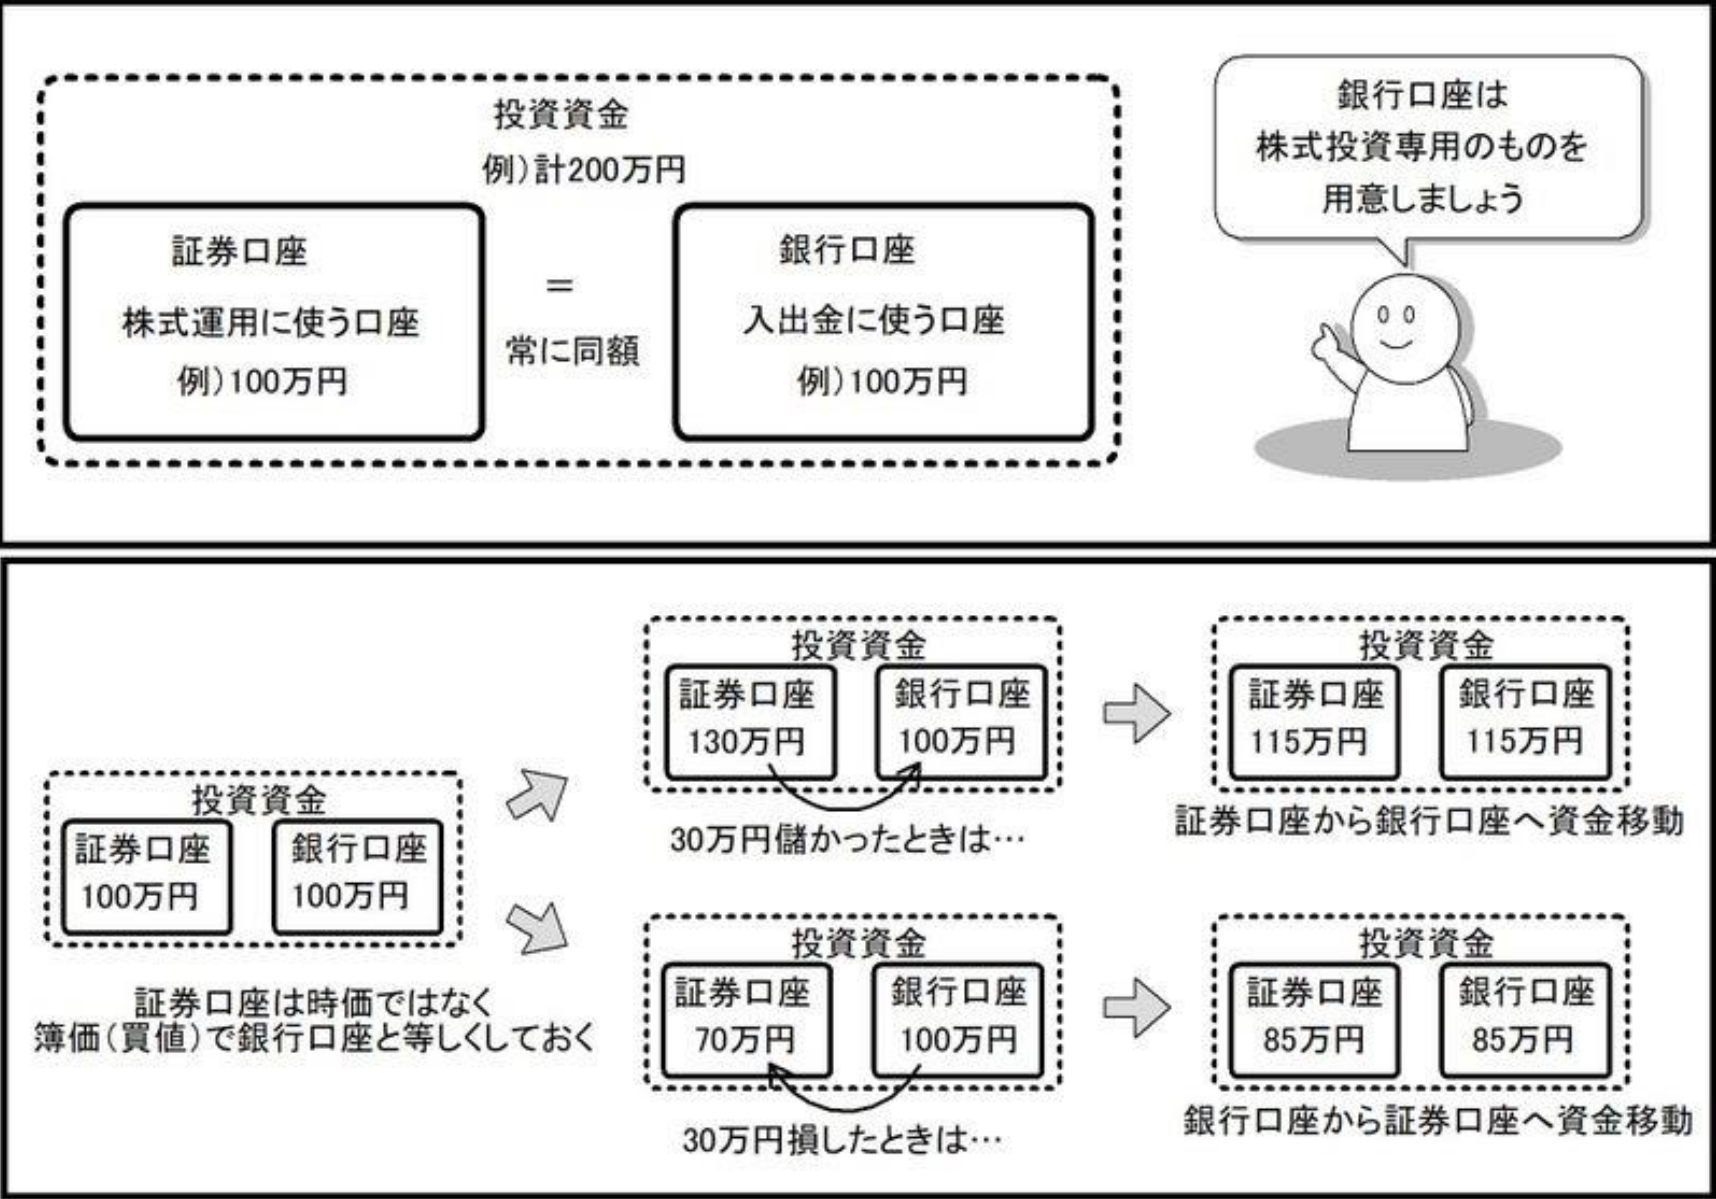 投資資金
例)計200万円
証券口座
株式運用に使う口座
例)100万円
＝
常に同額
銀行口座
入出金に使う口座
例)100万円
銀行口座は
株式投資専用のものを
用意しましょう
投資資金
証券口座
100万円
銀行口座
100万円
証券口座は時価ではなく
簿価(買値)で銀行口座と等しくしておく
投資資金
証券口座
130万円
銀行口座
100万円
30万円儲かったときは…
投資資金
証券口座
115万円
銀行口座
115万円
証券口座から銀行口座へ資金移動
投資資金
証券口座
70万円
銀行口座
100万円
30万円損したときは…
投資資金
証券口座
85万円
銀行口座
85万円
銀行口座から証券口座へ資金移動